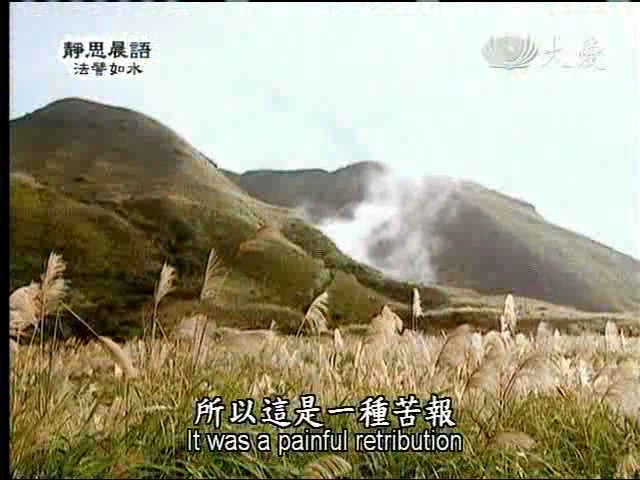 靜思晨語
法譬如水
大愛
所以這是一種苦報
It was a painful retribution